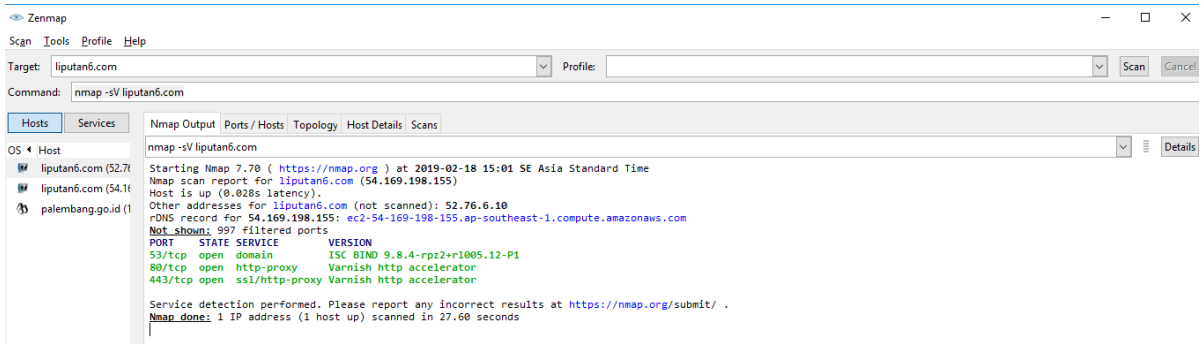 Zenmap
Scan Tools Profile Help
Target: liputan6.com Profile: Scan Cancel
Command: nmap -sV liputan6.com
Hosts Services Nmap Output Ports / Hosts Topology Host Details Scans
OS Host nmap -sV liputan6.com Details
liputan6.com (52.76
liputan6.com (54.16
palembang.go.id (1
Starting Nmap 7.70 ( https://nmap.org ) at 2019-02-18 15:01 SE Asia Standard Time
Nmap scan report for liputan6.com (54.169.198.155)
Host is up (0.028s latency).
Other addresses for liputan6.com (not scanned): 52.76.6.10
rDNS record for 54.169.198.155: ec2-54-169-198-155.ap-southeast-1.compute.amazonaws.com
Not shown: 997 filtered ports
PORT STATE SERVICE VERSION
53/tcp open domain ISC BIND 9.8.4-rpz2+rl005.12-P1
80/tcp open http-proxy Varnish http accelerator
443/tcp open ssl/http-proxy Varnish http accelerator
Service detection performed. Please report any incorrect results at https://nmap.org/submit/ .
Nmap done: 1 IP address (1 host up) scanned in 27.60 seconds